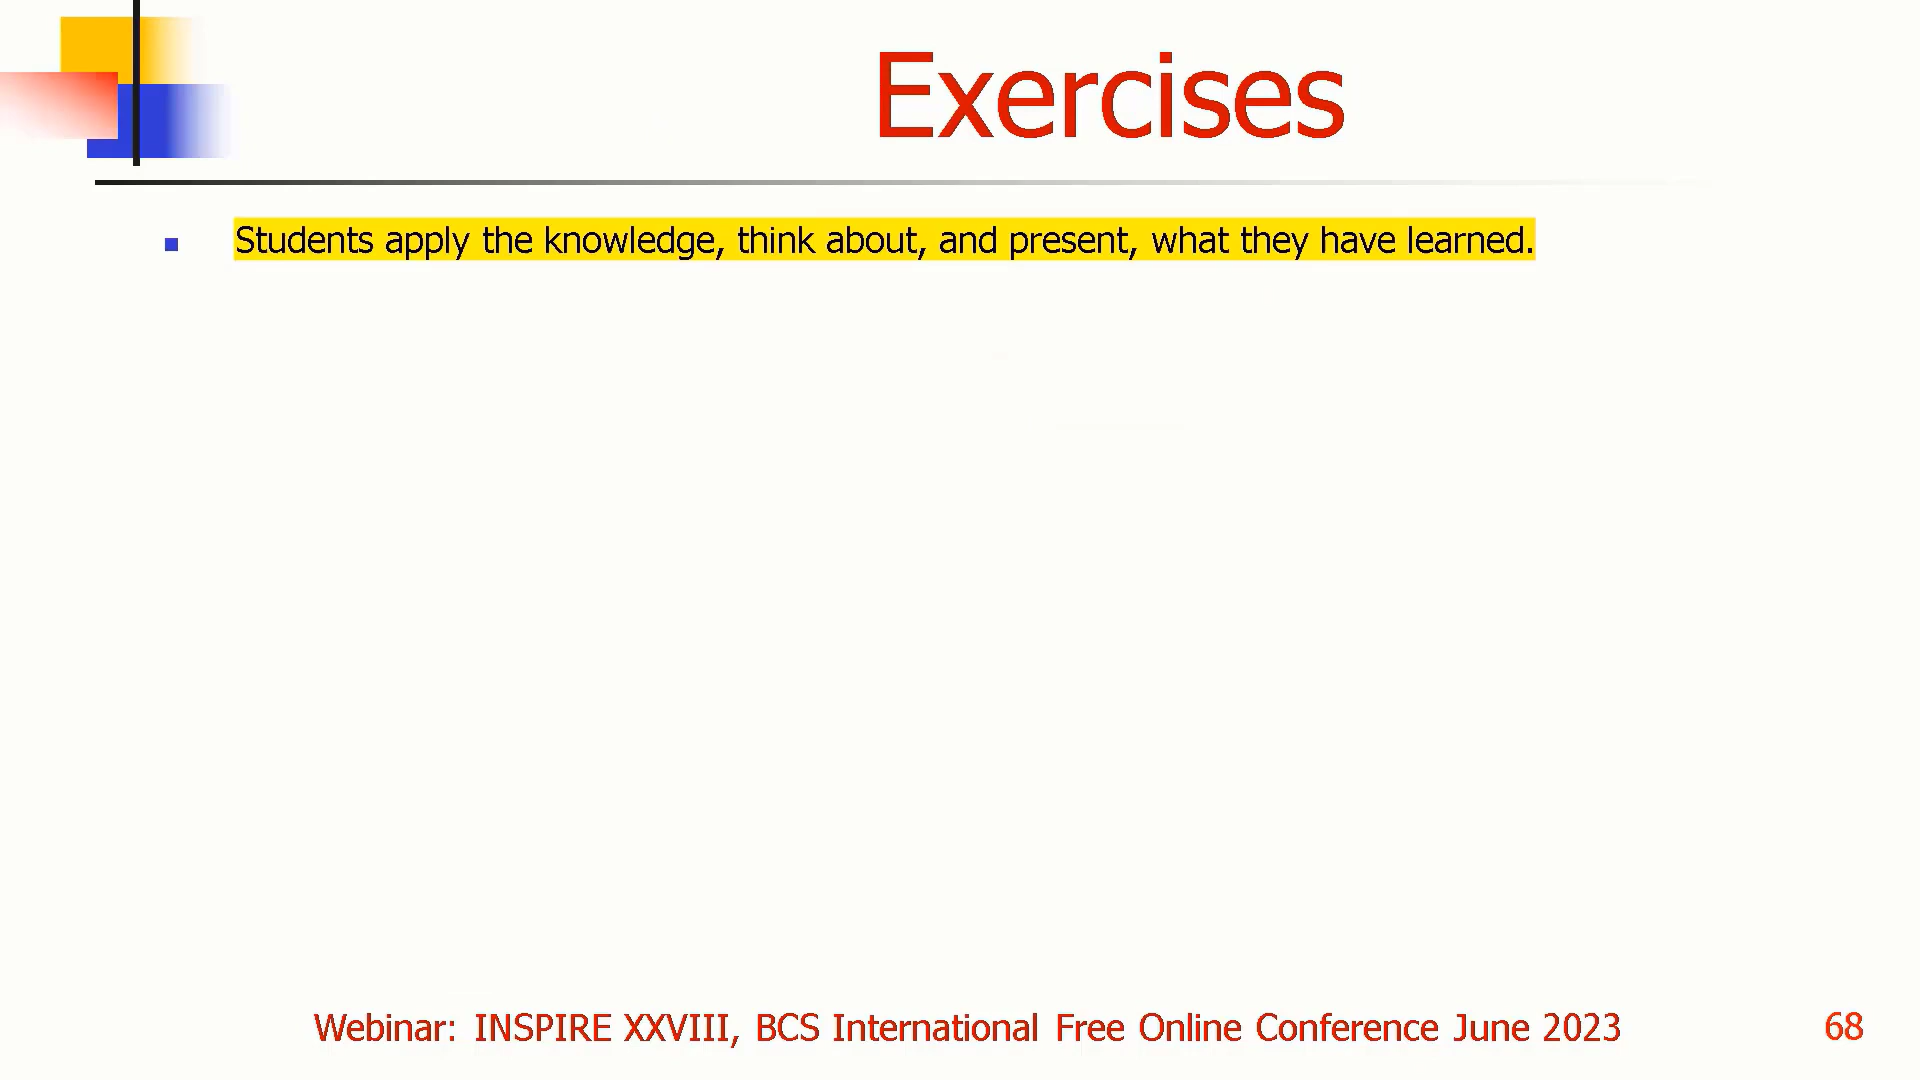 Exercises
Students apply the knowledge, think about, and present, what they have learned.
Webinar: INSPIRE XXVIII, BCS International Free Online Conference June 2023
68